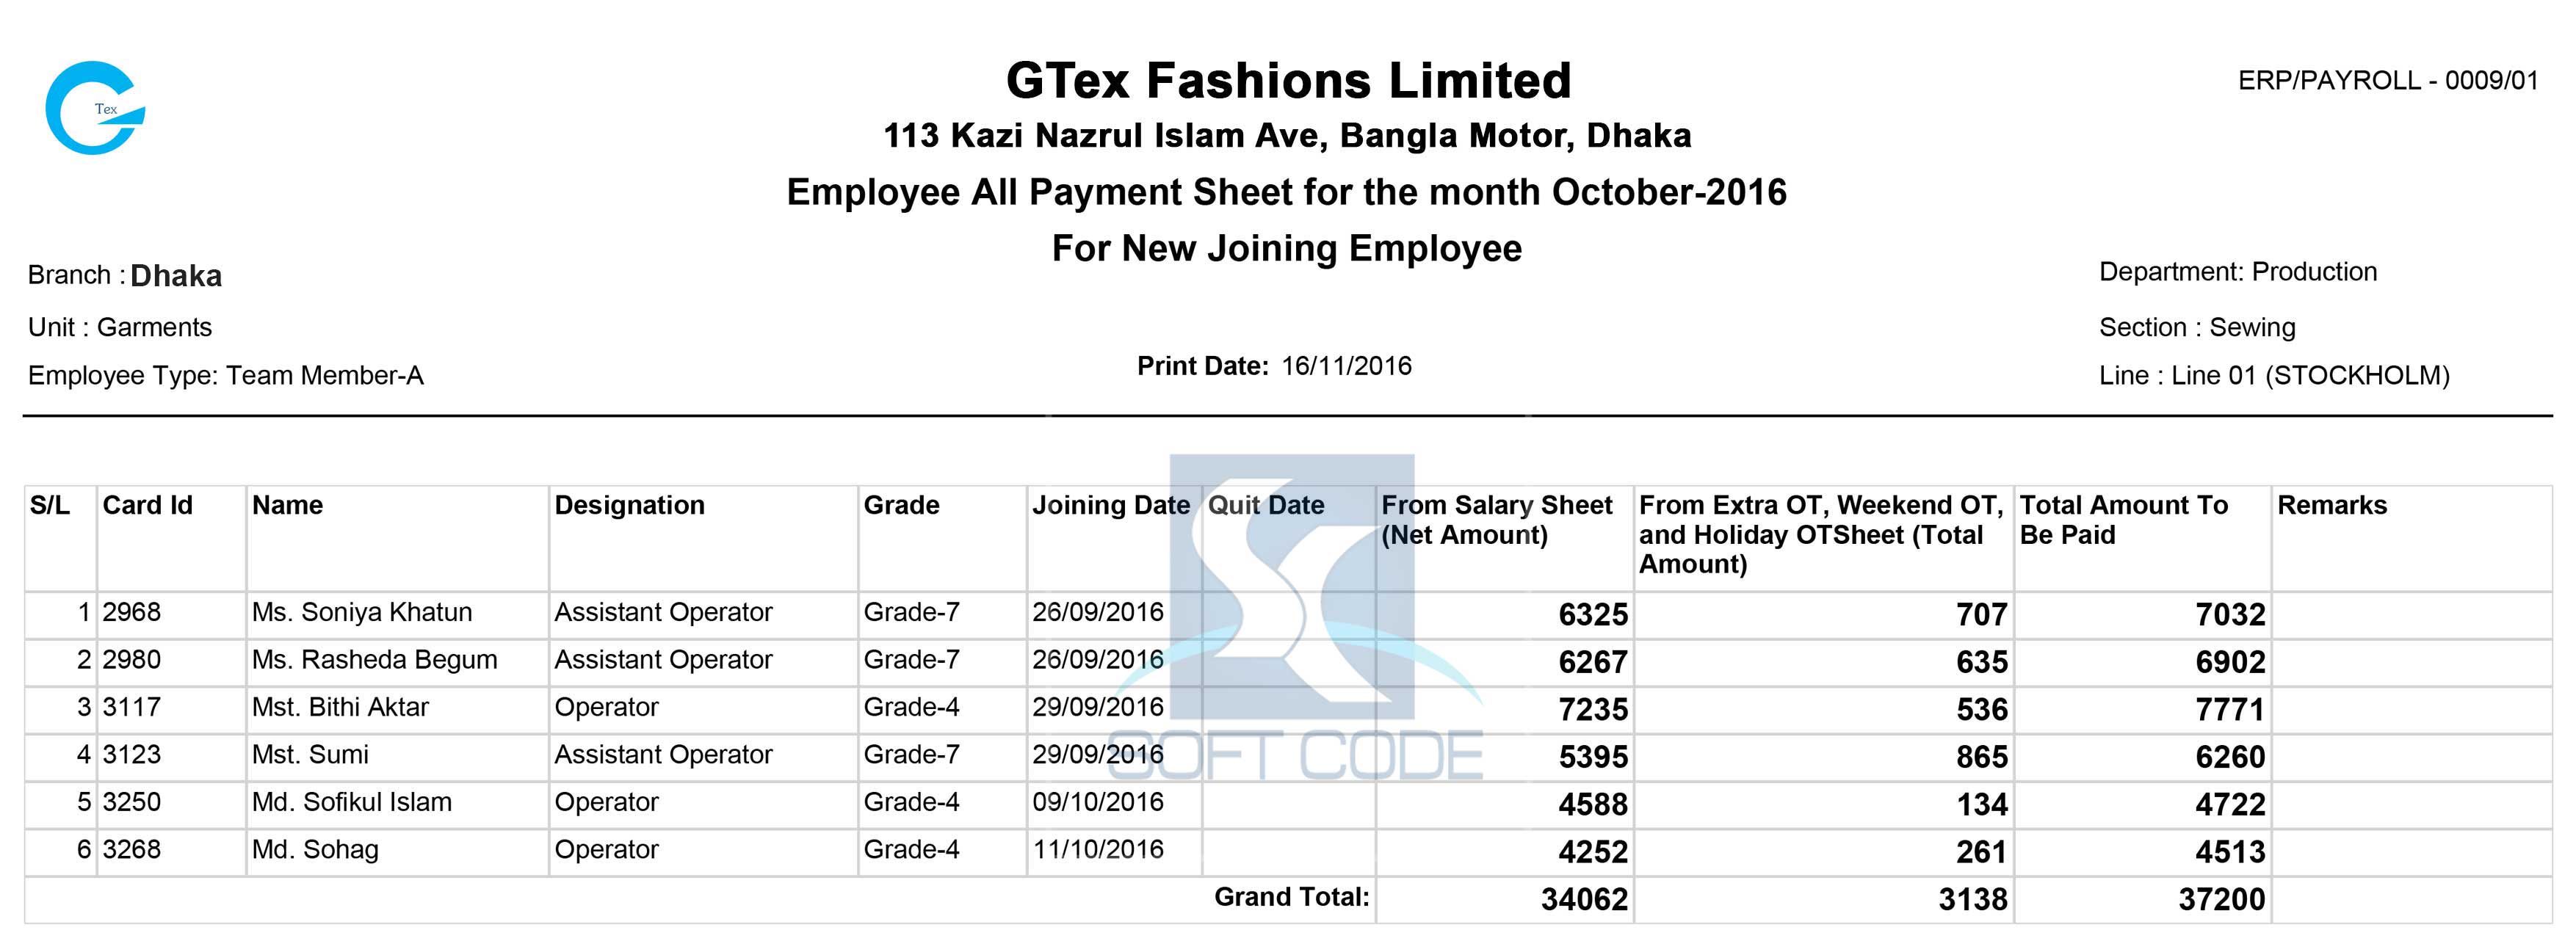 Tex
GTex Fashions Limited
ERP/PAYROLL - 0009/01
113 Kazi Nazrul Islam Ave, Bangla Motor, Dhaka
Employee All Payment Sheet for the month October-2016
For New Joining Employee
Branch : Dhaka
Department: Production
Unit : Garments
Section : Sewing
Print Date: 16/11/2016
Employee Type: Team Member-A
Line : Line 01 (STOCKHOLM)
S/L Card Id Name Designation Grade Joining Date Quit Date From Salary Sheet From Extra OT, Weekend OT, Total Amount To Remarks
(Net Amount) and Holiday OTSheet (Total Be Paid
Amount)
1 2968 Ms. Soniya Khatun Assistant Operator Grade-7 26/09/2016 6325 707 7032
2 2980 Ms. Rasheda Begum Assistant Operator Grade-7 26/09/2016 6267 635 6902
3 3117 Mst. Bithi Aktar Operator Grade-4 29/09/2016 7235 536 7771
4 3123 Mst. Sumi Assistant Operator Grade-7 29/09/2016 5395 865 6260
SOFT CODE
5 3250 Md. Sofikul Islam Operator Grade-4 09/10/2016 4588 134 4722
6 3268 Md. Sohag Operator Grade-4 11/10/2016 4252 261 4513
Grand Total: 34062 3138 37200